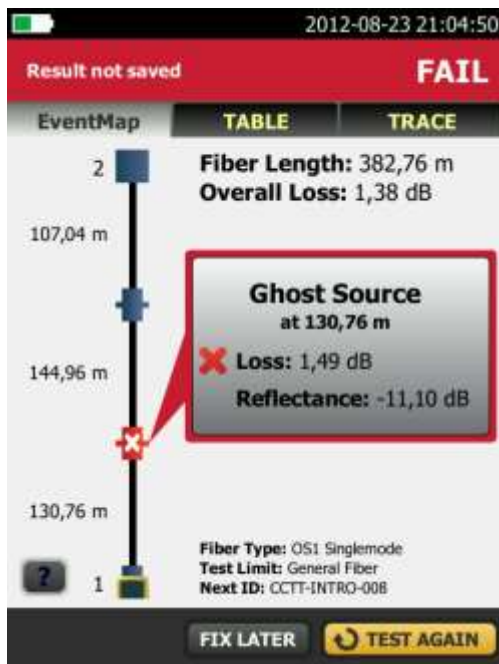 2012-08-23 21:04:50
Result not saved
FAIL
EventMap
TABLE
TRACE
2
Fiber Length: 382,76 m
Overall Loss: 1,38 dB
107,04 m
Ghost Source
at 130,76 m
Loss: 1,49 dB
Reflectance: -11,10 dB
144,96 m
130,76 m
Fiber Type: OS1 Singlemode
Test Limit: General Fiber
Next ID: CCTT-INTRO-008
?
1
FIX LATER
TEST AGAIN